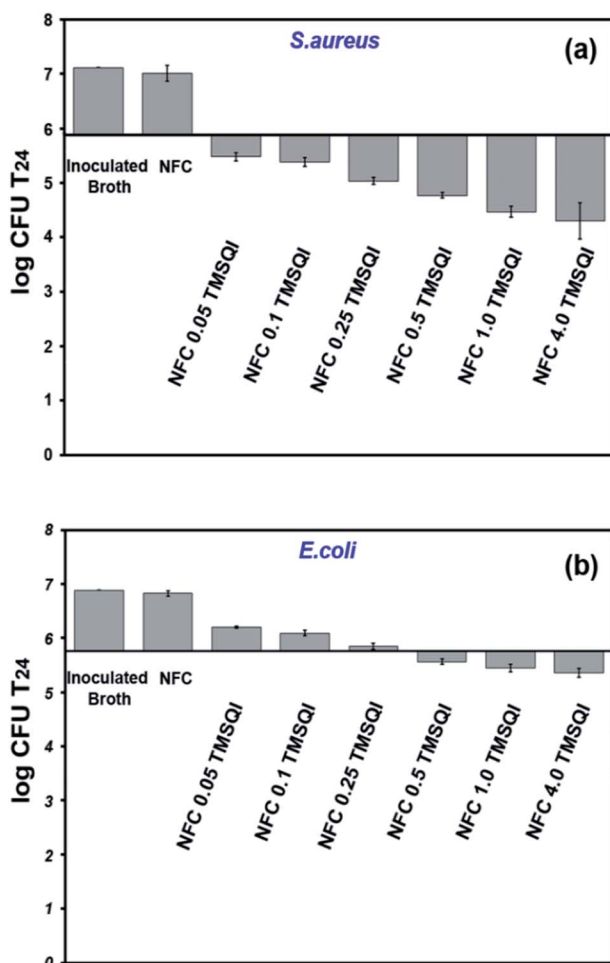 S.aureus
(a)
log CFU T24
8
7
6
5
4
3
2
1
0
Inoculated
Broth
NFC
NFC 0.05 TMSQI
NFC 0.1 TMSQI
NFC 0.25 TMSQI
NFC 0.5 TMSQI
NFC 1.0 TMSQI
NFC 4.0 TMSQI
E.coli
(b)
log CFU T24
8
7
6
5
4
3
2
1
0
Inoculated
Broth
NFC
NFC 0.05 TMSQI
NFC 0.1 TMSQI
NFC 0.25 TMSQI
NFC 0.5 TMSQI
NFC 1.0 TMSQI
NFC 4.0 TMSQI